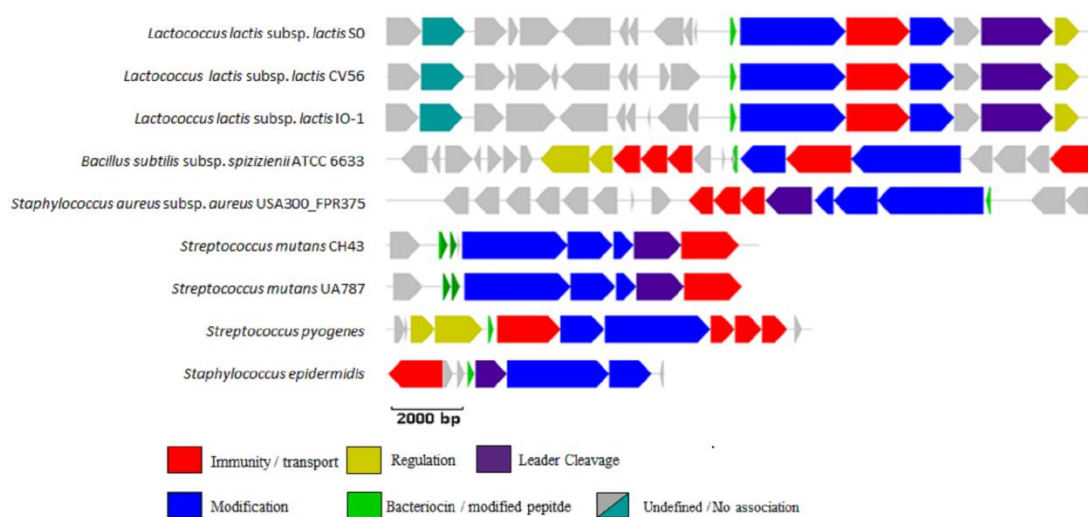 Lactococcus lactis subsp. lactis S0
Lactococcus lactis subsp. lactis CV56
Lactococcus lactis subsp. lactis IO-1
Bacillus subtilis subsp. spizizienii ATCC 6633
Staphylococcus aureus subsp. aureus USA300_FPR375
Streptococcus mutans CH43
Streptococcus mutans UA787
Streptococcus pyogenes
Staphylococcus epidermidis
2000 bp
Immunity / transport
Regulation
Leader Cleavage
Modification
Bacteriocin / modified pepitde
Undefined /No association